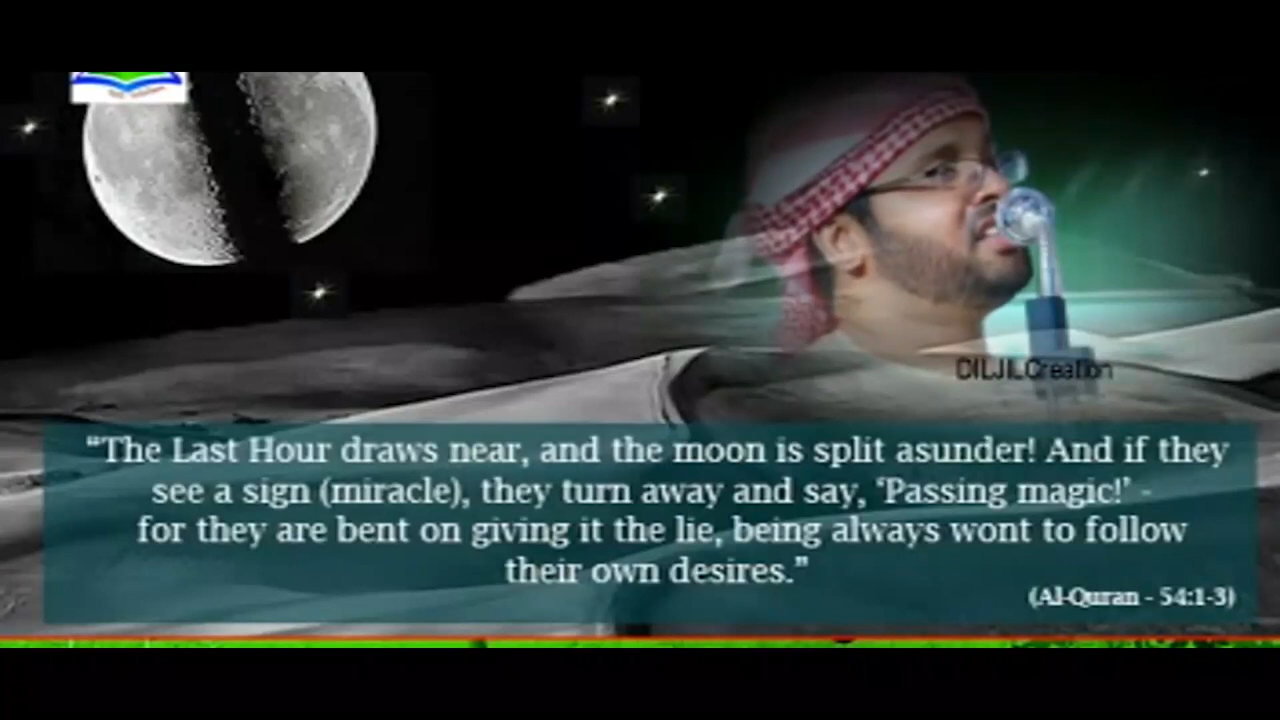 DILJILCreation
“The Last Hour draws near, and the moon is split asunder! And if they
see a sign (miracle), they turn away and say, ‘Passing magic!’ -
for they are bent on giving it the lie, being always wont to follow
their own desires.”
(Al-Quran - 54:1-3)